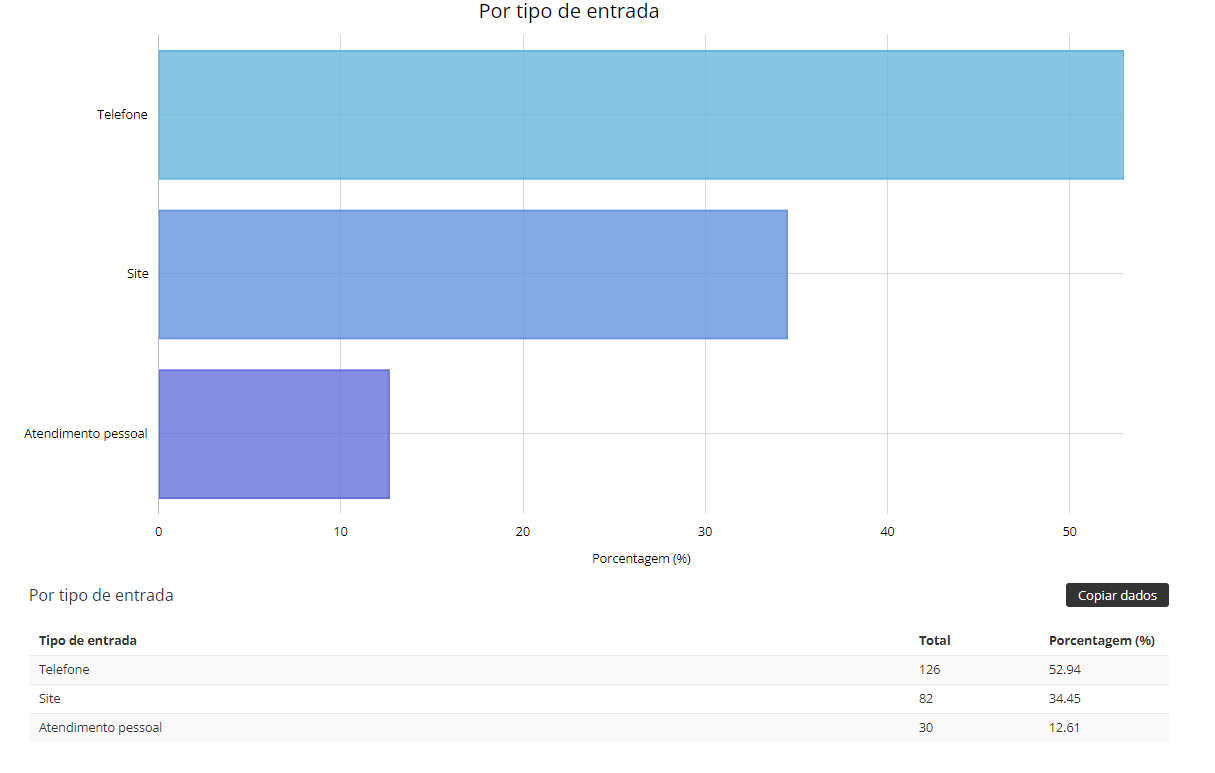 Por tipo de entrada
Telefone
Site
Atendimento pessoal
0 10 20 30 40 50
Porcentagem (%)
Por tipo de entrada Copiar dados
Tipo de entrada Total Porcentagem (%)
Telefone 126 52.94
Site 82 34.45
Atendimento pessoal 30 12.61